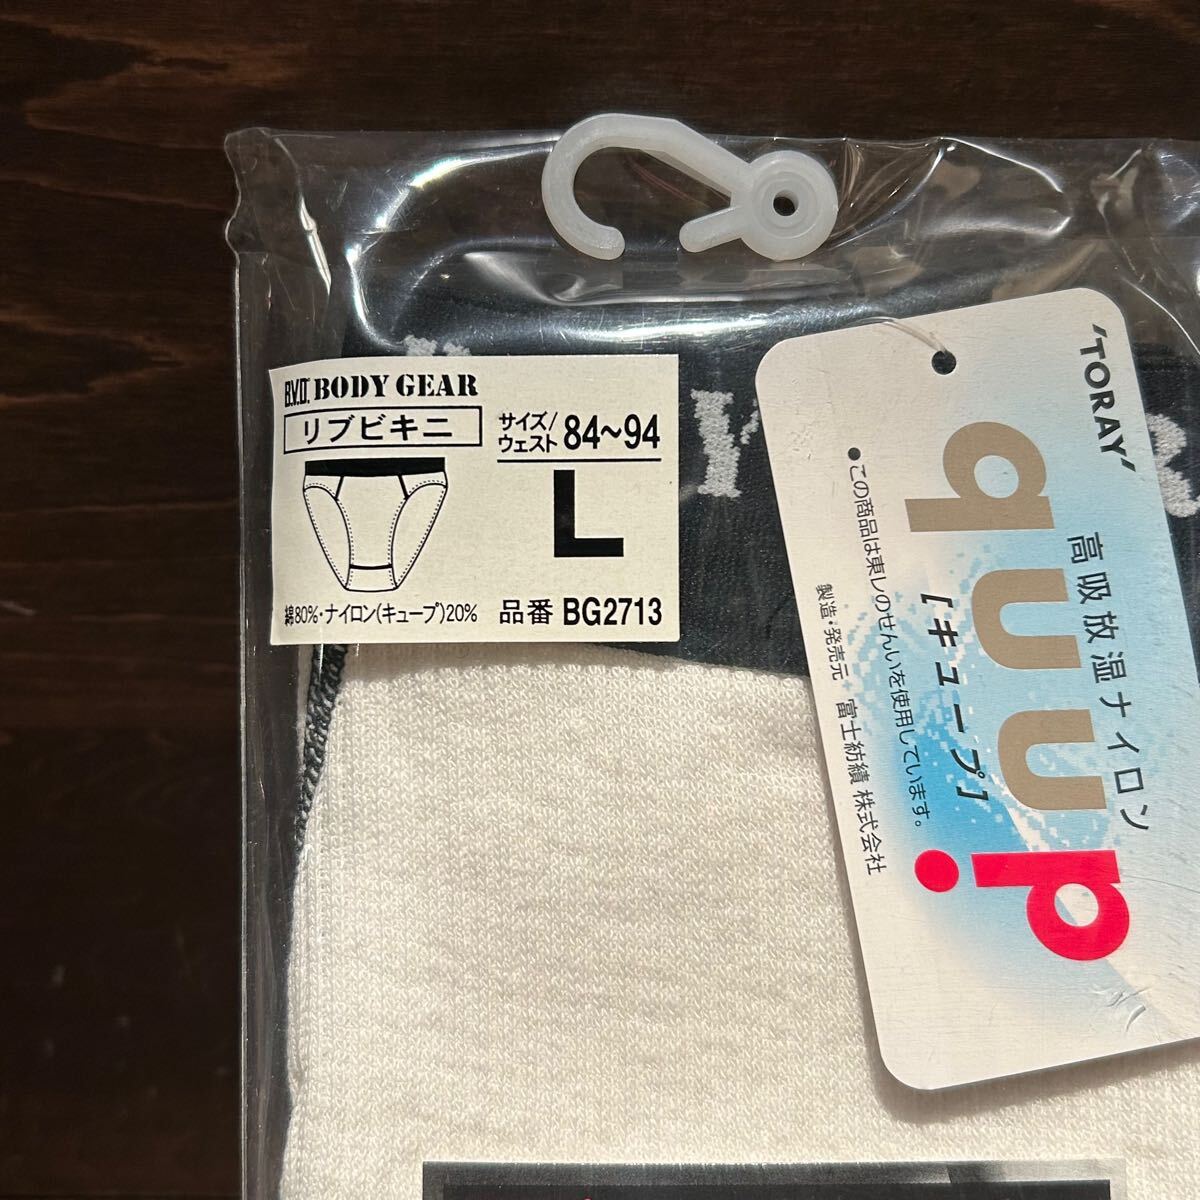 B.V.D. BODY GEAR
リブビキニ
サイズ/
ウェスト 84~94
L
綿80%・ナイロン(キュープ)20%
品番 BG2713
'TORAY'
高吸放湿ナイロン
quup
[キュープ]
●この商品は東レのせんいを使用しています。
製造・発売元 富士紡績 株式会社